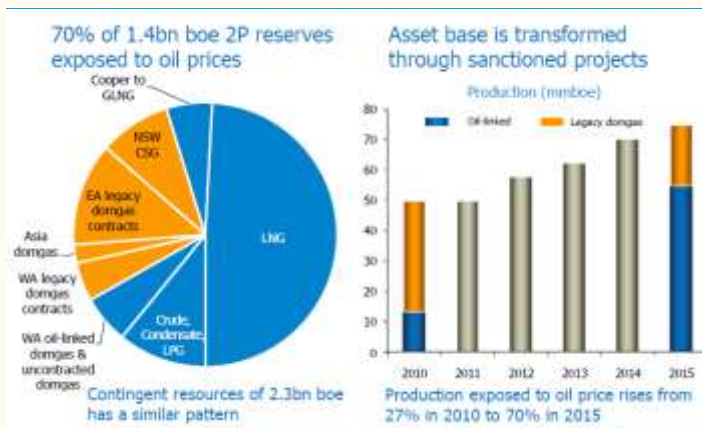 70% of 1.4bn boe 2P reserves
exposed to oil prices
Cooper to
GLNG
NSW
CSG
EA legacy
domgas
contracts
Asia
domgas
WA legacy
domgas
contracts
WA oil-linked
domgas &
uncontracted
domgas
Crude,
Condensate,
LPG
LNG
Contingent resources of 2.3bn boe
has a similar pattern
Asset base is transformed
through sanctioned projects
Production (mmboe)
Oil-linked
Legacy domgas
80
70
60
50
40
30
20
10
0
2010
2011
2012
2013
2014
2015
Production exposed to oil price rises from
27% in 2010 to 70% in 2015